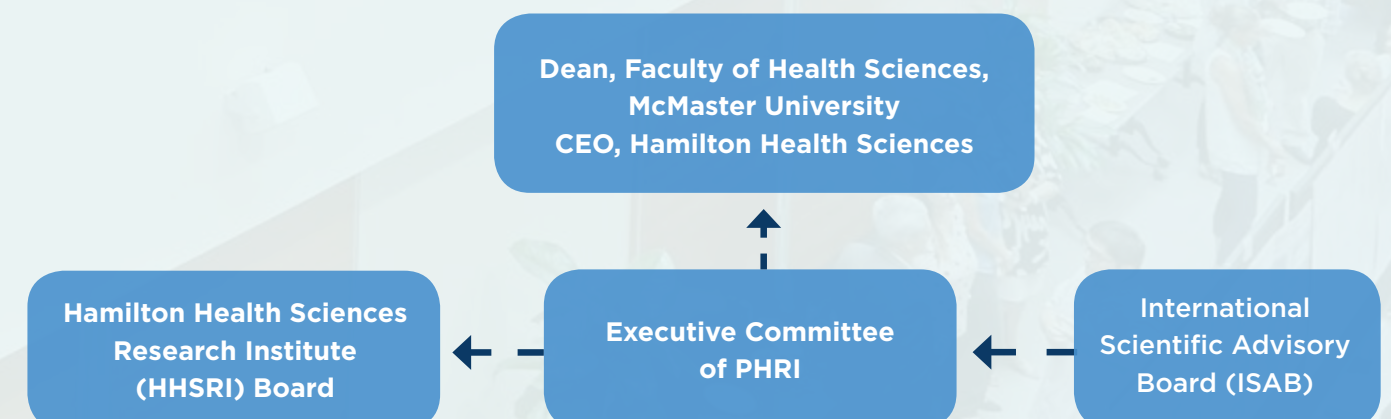 Dean, Faculty of Health Sciences,
McMaster University
CEO, Hamilton Health Sciences
Hamilton Health Sciences
Research Institute
(HHSRI) Board
Executive Committee
of PHRI
International
Scientific Advisory
Board (ISAB)